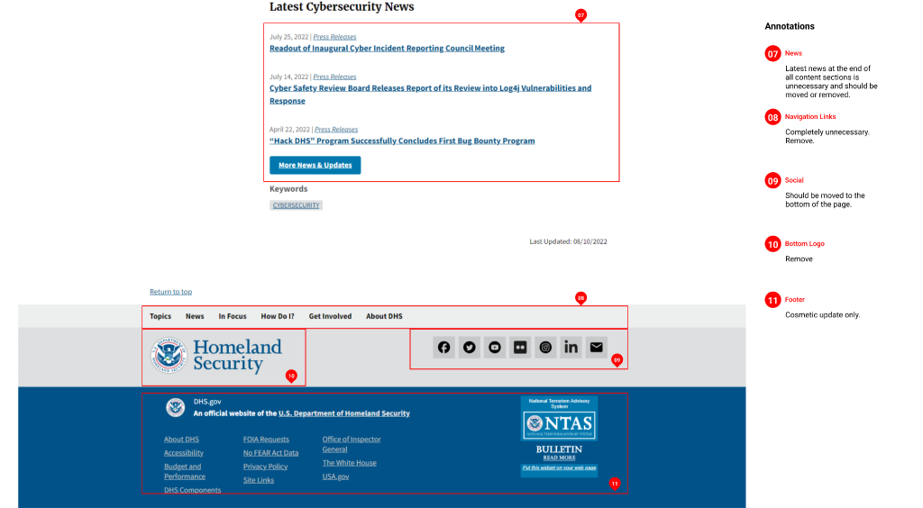 Latest Cybersecurity News
07
July 25, 2022 | Press Releases
Readout of Inaugural Cyber Incident Reporting Council Meeting
July 14, 2022 | Press Releases
Cyber Safety Review Board Releases Report of its Review into Log4j Vulnerabilities and
Response
April 22, 2022 | Press Releases
“Hack DHS” Program Successfully Concludes First Bug Bounty Program
More News & Updates
Keywords
CYBERSECURITY
Last Updated: 08/10/2022
Return to top
08
Topics News In Focus How Do I? Get Involved About DHS
Homeland
Security
10
09
DHS.gov
An official website of the U.S. Department of Homeland Security
About DHS
Accessibility
Budget and
Performance
DHS Components
FOIA Requests
No FEAR Act Data
Privacy Policy
Site Links
Office of Inspector
General
The White House
USA.gov
National Terrorism Advisory
System
NTAS
NATIONAL TERRORISM ADVISORY SYSTEM
BULLETIN
READ MORE
Put this widget on your web page
11
Annotations
07 News
Latest news at the end of
all content sections is
unnecessary and should be
moved or removed.
08 Navigation Links
Completely unnecessary.
Remove.
09 Social
Should be moved to the
bottom of the page.
10 Bottom Logo
Remove
11 Footer
Cosmetic update only.